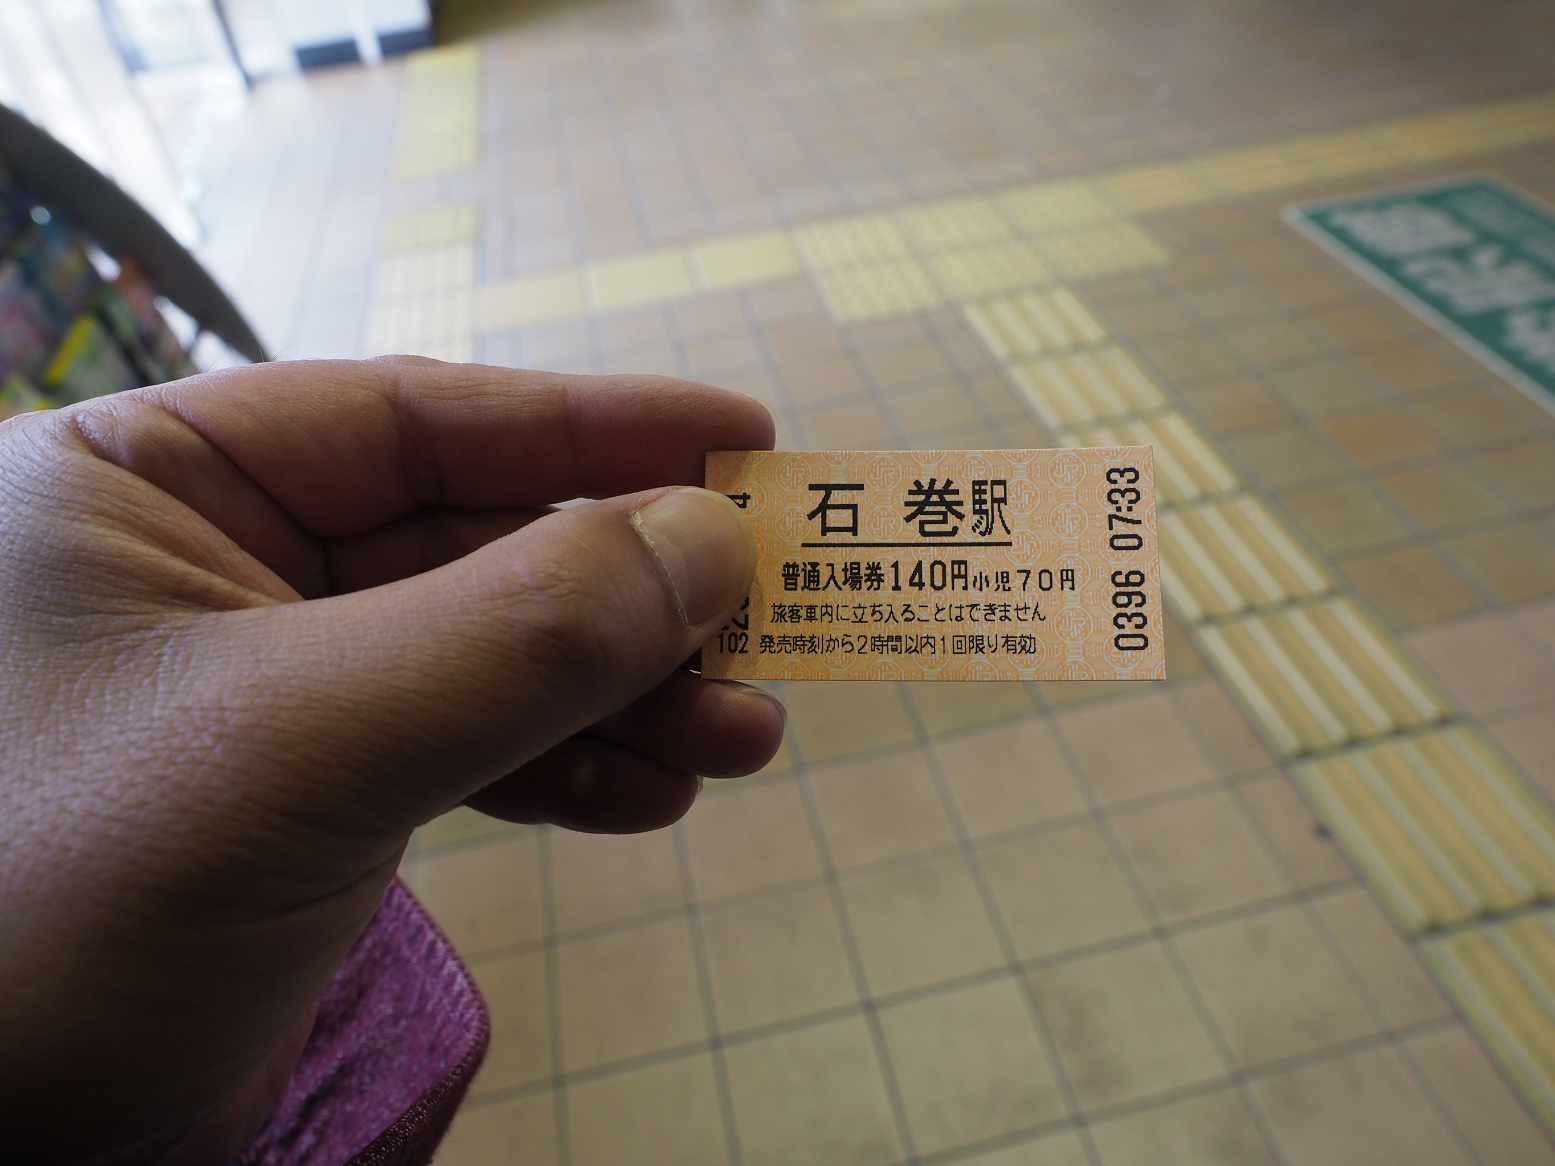 石巻駅
普通入場券140円小児70円
旅客車内に立ち入ることはできません
102 発売時刻から2時間以内1回限り有効
0396 07:33